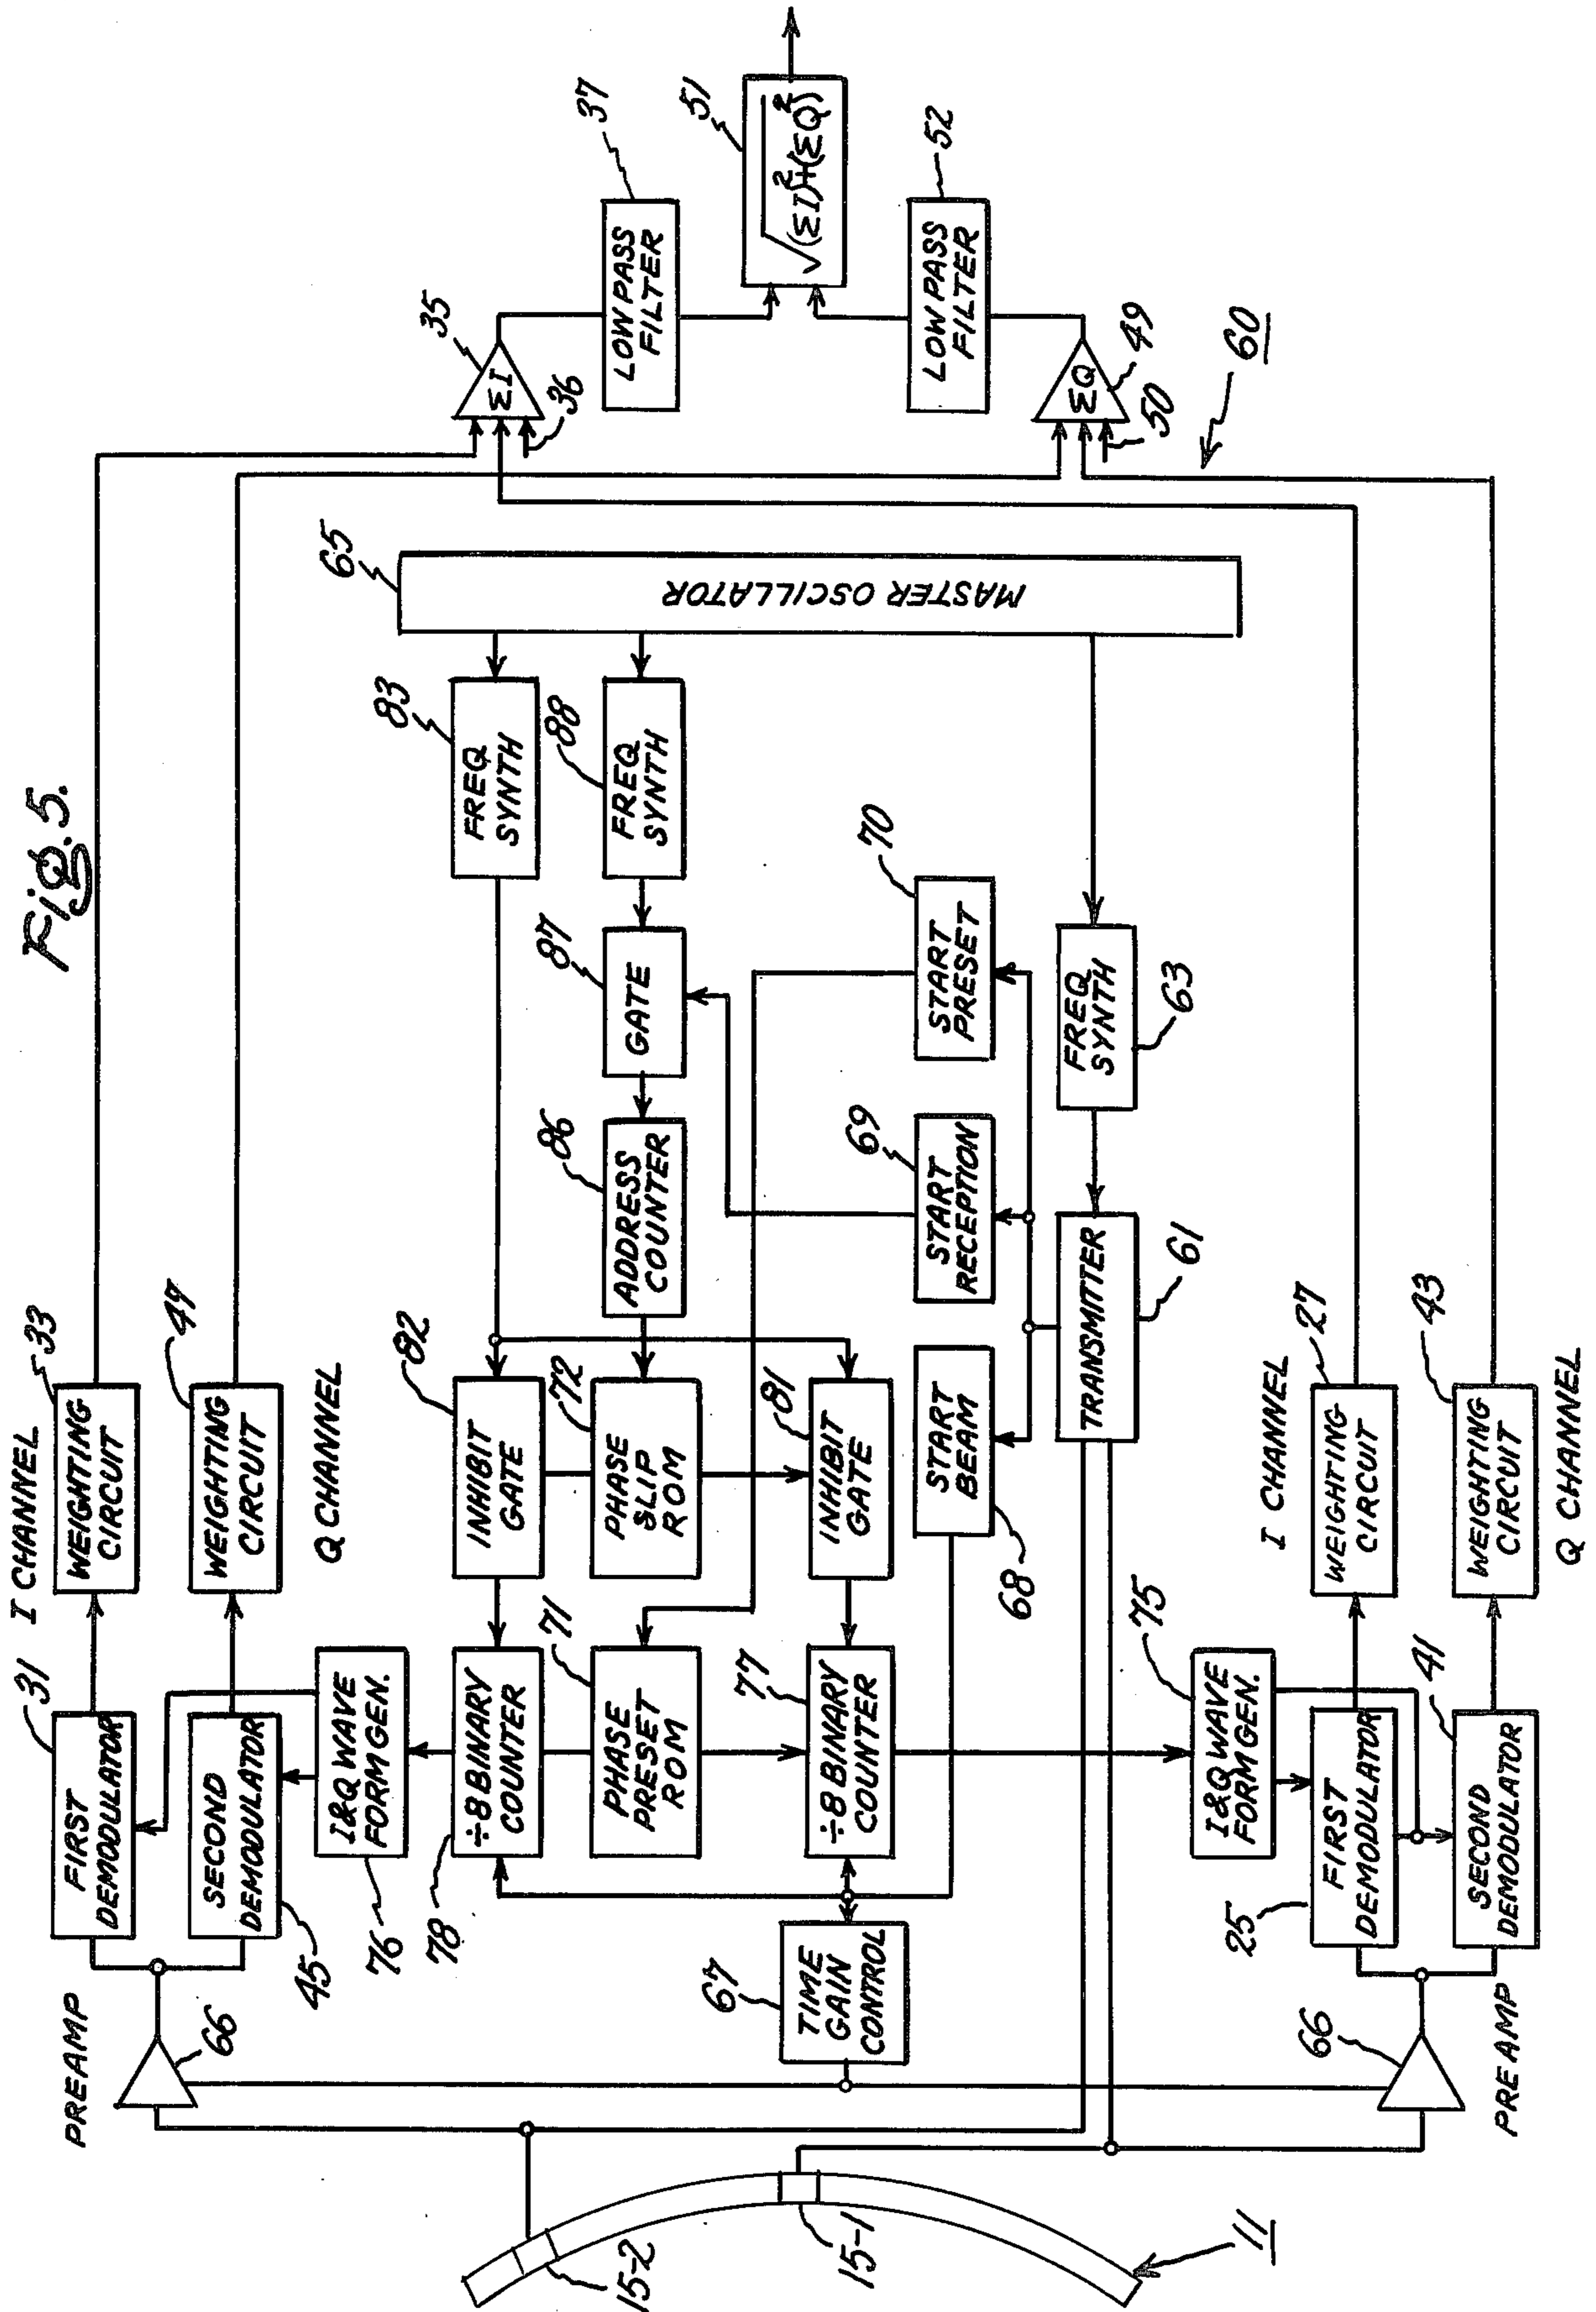 Fig. 5.
I CHANNEL
33
WEIGHTING
CIRCUIT
47
WEIGHTING
CIRCUIT
Q CHANNEL
31
FIRST
DEMODULATOR
SECOND
DEMODULATOR
45
PREAMP
66
I&Q WAVE
FORM GEN.
76
÷8 BINARY
COUNTER
78
82
INHIBIT
GATE
83
FREQ
SYNTH
88
FREQ
SYNTH
65
MASTER OSCILLATOR
87
GATE
86
ADDRESS
COUNTER
72
PHASE
SLIP
ROM
71
PHASE
PRESET
ROM
81
INHIBIT
GATE
77
÷8 BINARY
COUNTER
67
TIME
GAIN
CONTROL
68
START
BEAM
69
START
RECEPTION
70
START
PRESET
FREQ
SYNTH
63
TRANSMITTER
61
75
I&Q WAVE
FORM GEN.
25
FIRST
DEMODULATOR
41
SECOND
DEMODULATOR
66
PREAMP
I CHANNEL
27
WEIGHTING
CIRCUIT
43
WEIGHTING
CIRCUIT
Q CHANNEL
35
ΣI
36
37
LOW PASS
FILTER
51
√(ΣI)²+(ΣQ)²
52
LOW PASS
FILTER
ΣQ
49
50
60
15-2
15-1
11